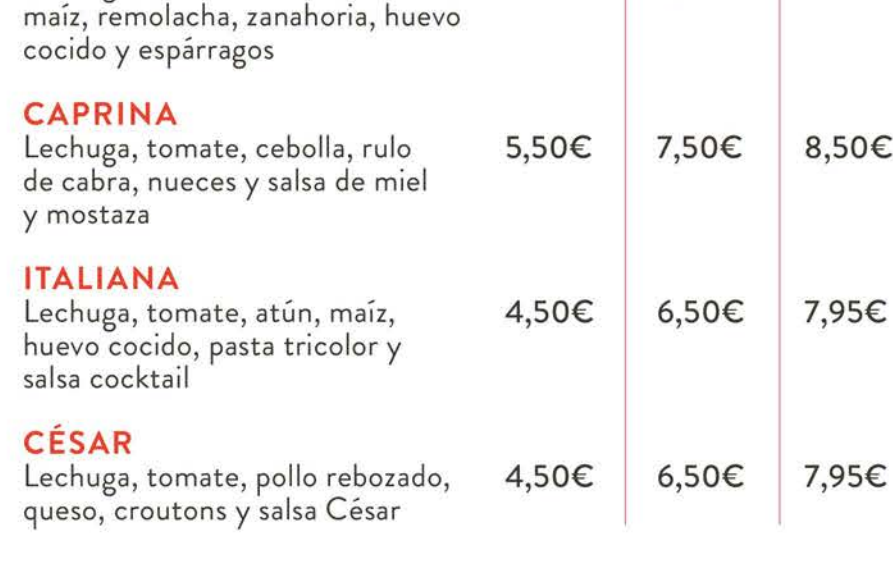 maíz, remolacha, zanahoria, huevo
cocido y espárragos
CAPRINA
Lechuga, tomate, cebolla, rulo 5,50€ 7,50€ 8,50€
de cabra, nueces y salsa de miel
y mostaza
ITALIANA
Lechuga, tomate, atún, maíz, 4,50€ 6,50€ 7,95€
huevo cocido, pasta tricolor y
salsa cocktail
CÉSAR
Lechuga, tomate, pollo rebozado, 4,50€ 6,50€ 7,95€
queso, croutons y salsa César